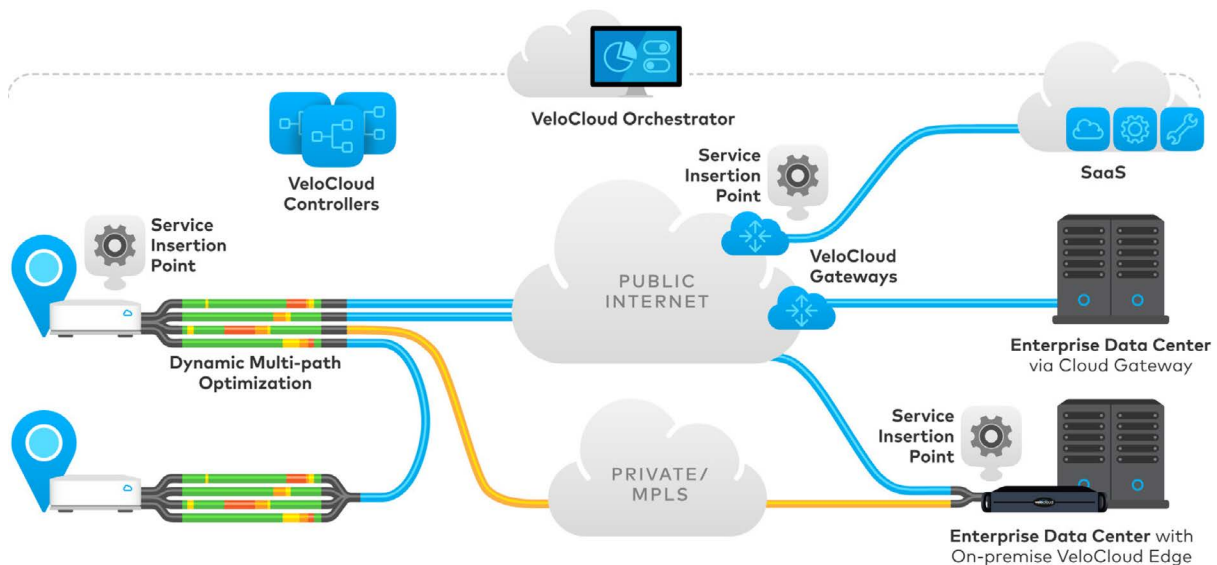 VeloCloud Orchestrator
VeloCloud
Controllers
Service
Insertion
Point
SaaS
Service
Insertion
Point
PUBLIC
INTERNET
VeloCloud
Gateways
Dynamic Multi-path
Optimization
Enterprise Data Center
via Cloud Gateway
Service
Insertion
Point
PRIVATE/
MPLS
Enterprise Data Center with
On-premise VeloCloud Edge